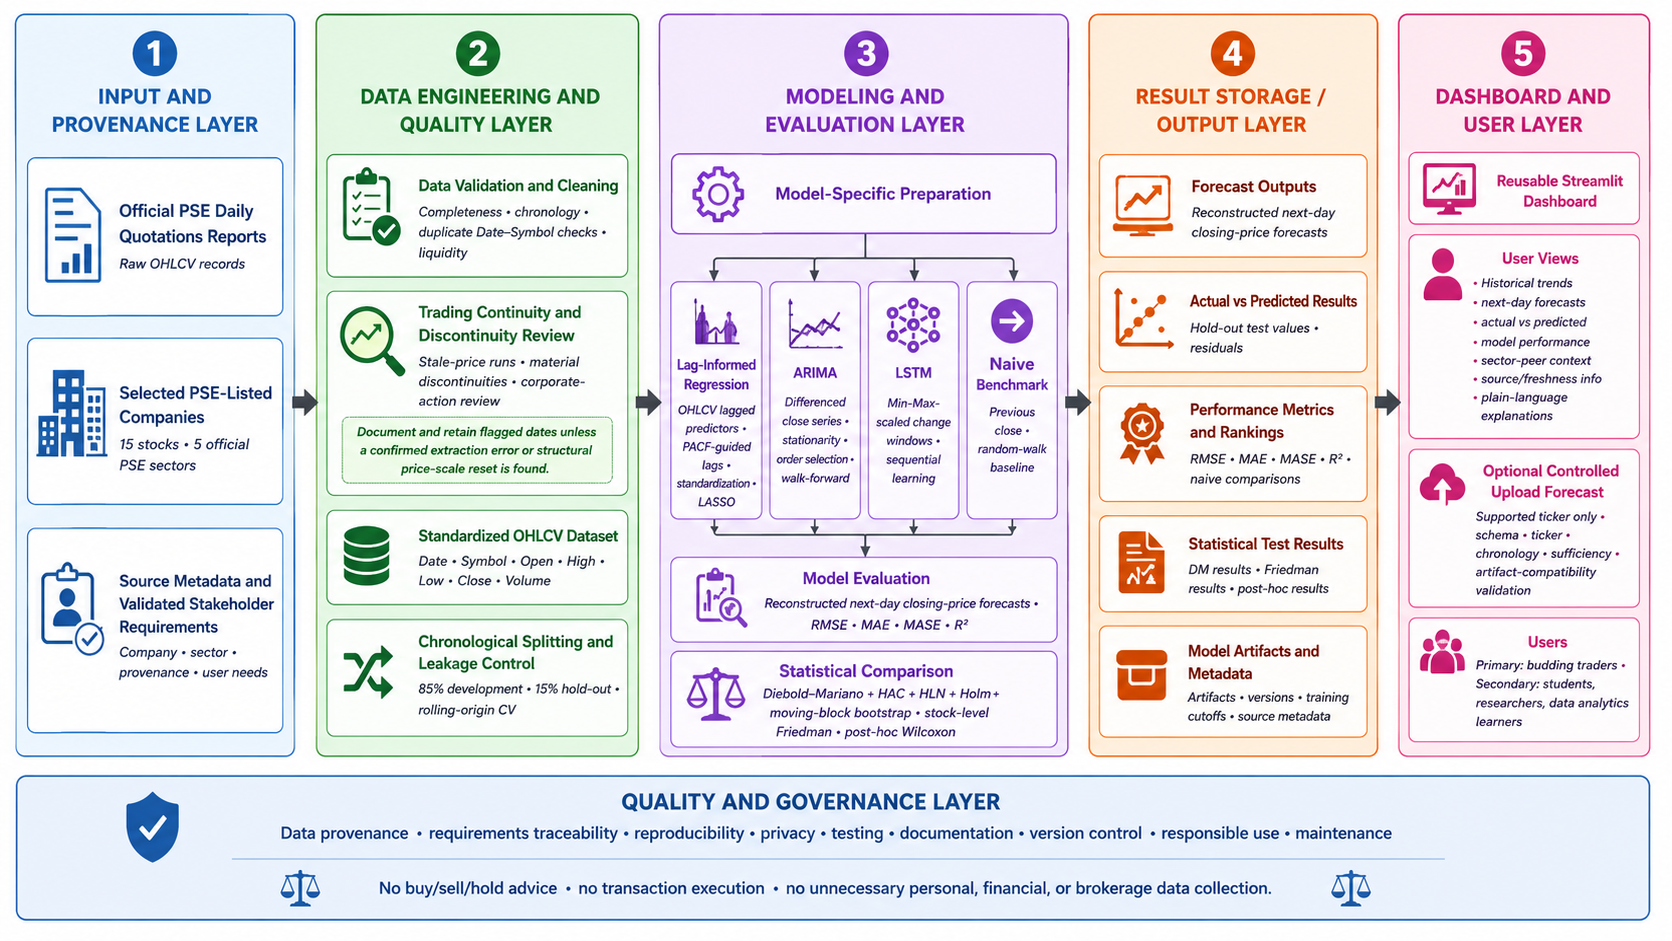 1
INPUT AND
PROVENANCE LAYER
Official PSE Daily
Quotations Reports
Raw OHLCV records
Selected PSE-Listed
Companies
15 stocks • 5 official
PSE sectors
Source Metadata and
Validated Stakeholder
Requirements
Company • sector •
provenance • user needs
2
DATA ENGINEERING AND
QUALITY LAYER
Data Validation and Cleaning
Completeness • chronology •
duplicate Date–Symbol checks •
liquidity
Trading Continuity and
Discontinuity Review
Stale-price runs • material
discontinuities • corporate-
action review
Document and retain flagged dates unless
a confirmed extraction error or structural
price-scale reset is found.
Standardized OHLCV Dataset
Date • Symbol • Open • High •
Low • Close • Volume
Chronological Splitting and
Leakage Control
85% development • 15% hold-out •
rolling-origin CV
3
MODELING AND
EVALUATION LAYER
Model-Specific Preparation
Lag-Informed
Regression
OHLCV lagged
predictors •
PACF-guided
lags •
standardization •
LASSO
ARIMA
Differenced
close series •
stationarity •
order selection •
walk-forward
LSTM
Min-Max-
scaled change
windows •
sequential
learning
Naive
Benchmark
Previous
close •
random-walk
baseline
Model Evaluation
Reconstructed next-day closing-price forecasts •
RMSE • MAE • MASE • R²
Statistical Comparison
Diebold–Mariano + HAC + HLN + Holm +
moving-block bootstrap • stock-level
Friedman • post-hoc Wilcoxon
4
RESULT STORAGE /
OUTPUT LAYER
Forecast Outputs
Reconstructed next-day
closing-price forecasts
Actual vs Predicted Results
Hold-out test values •
residuals
Performance Metrics
and Rankings
RMSE • MAE • MASE • R² •
naive comparisons
Statistical Test Results
DM results • Friedman
results • post-hoc results
Model Artifacts and
Metadata
Artifacts • versions • training
cutoffs • source metadata
5
DASHBOARD AND
USER LAYER
Reusable Streamlit
Dashboard
User Views
• Historical trends
• next-day forecasts
• actual vs predicted
• model performance
• sector-peer context
• source/freshness info
• plain-language
explanations
Optional Controlled
Upload Forecast
Supported ticker only •
schema • ticker •
chronology • sufficiency •
artifact-compatibility
validation
Users
Primary: budding traders •
Secondary: students,
researchers, data analytics
learners
QUALITY AND GOVERNANCE LAYER
Data provenance • requirements traceability • reproducibility • privacy • testing • documentation • version control • responsible use • maintenance
No buy/sell/hold advice • no transaction execution • no unnecessary personal, financial, or brokerage data collection.